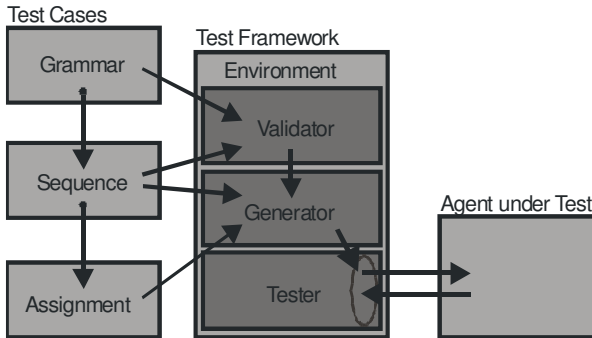 Test Cases
Grammar
Sequence
Assignment
Test Framework
Environment
Validator
Generator
Tester
Agent under Test